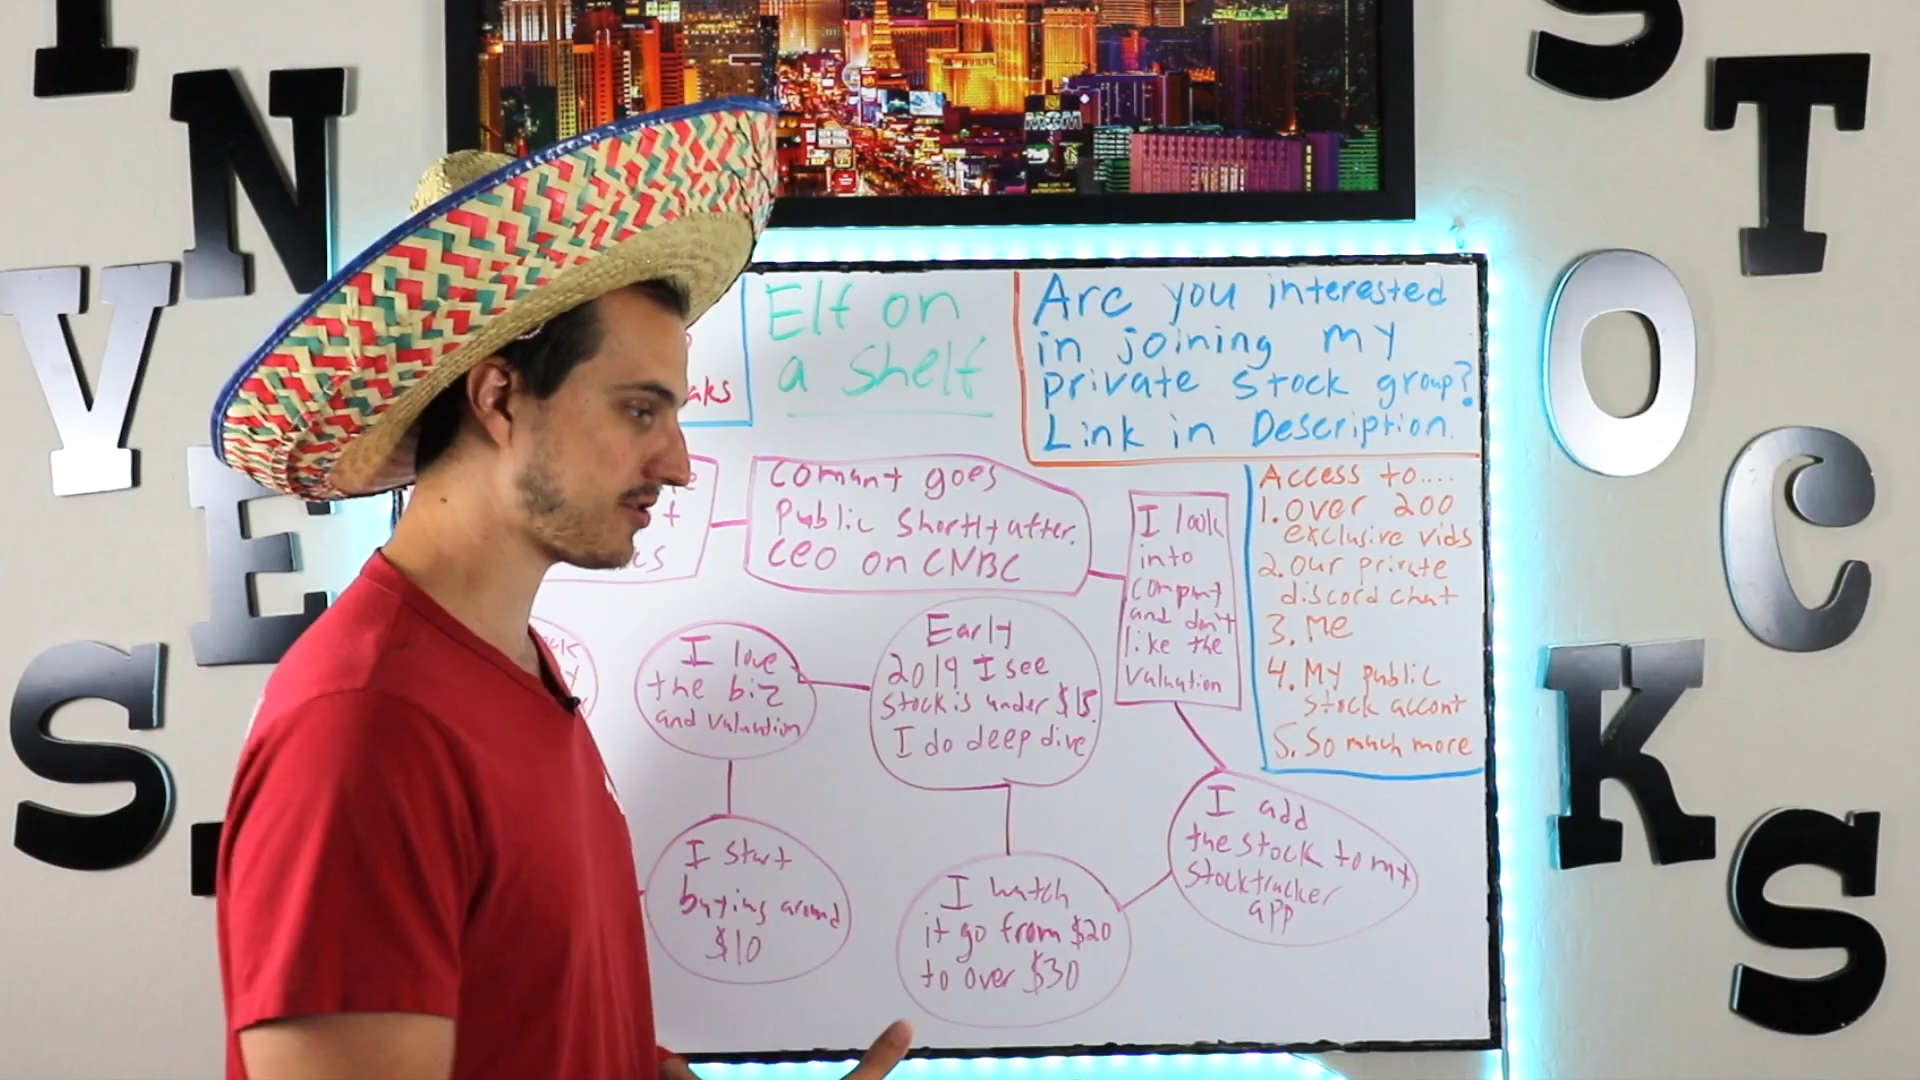 INVES
STOCKS
MGM
Elf on
a shelf
Are you interested
in joining my
private stock group?
Link in Description.
aks
Comany goes
Public Shortly after.
CEO on CNBC
I look
into
company
and don't
like the
valuation
Access to....
1. over 200
exclusive vids
2. our private
discord chat
3. Me
4. My public
stock accont
5. So much more
I love
the biz
and valuation
Early
2019 I see
stock is under $15.
I do deep dive
I start
buying around
$10
I watch
it go from $20
to over $30
I add
the stock to my
stocktracker
app